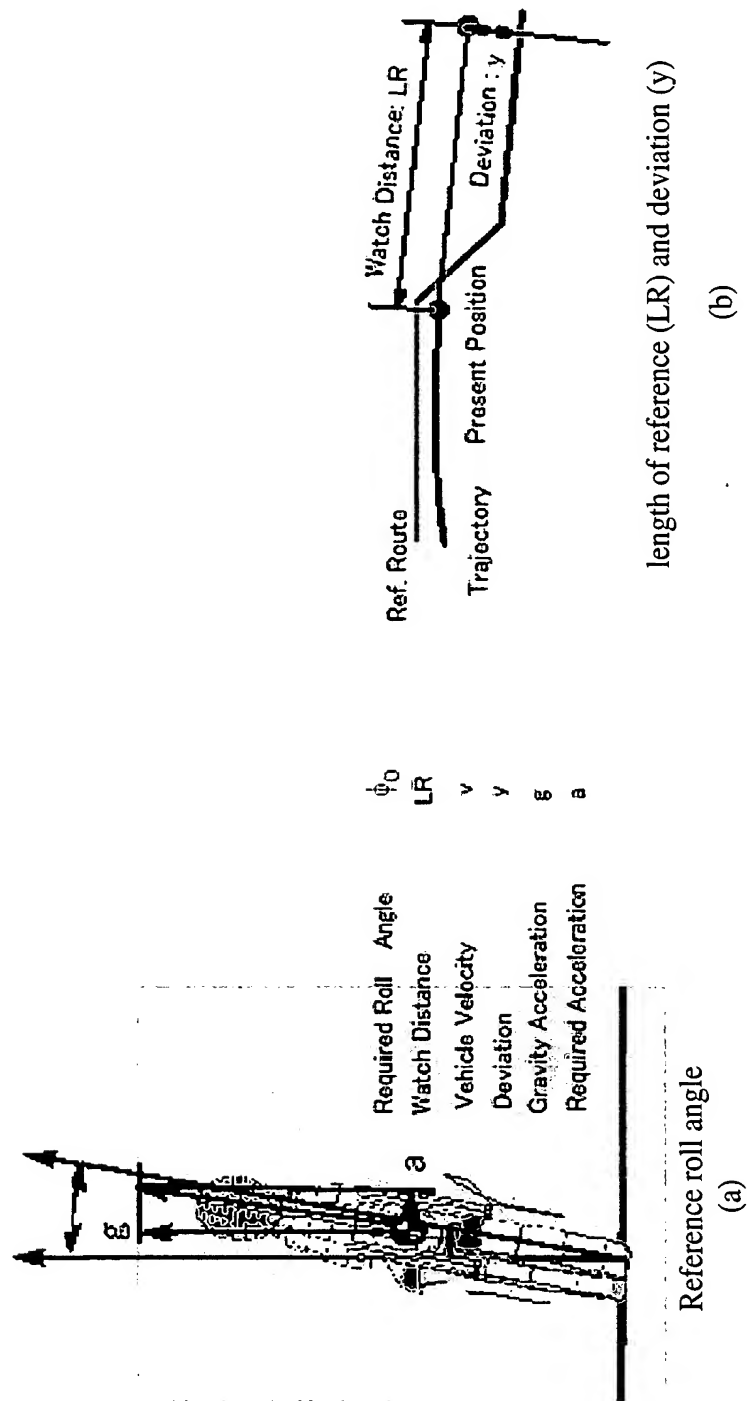 g
a
Required Roll Angle ϕ0
Watch Distance LR
Vehicle Velocity v
Deviation y
Gravity Acceleration g
Required Acceleration a
Reference roll angle
(a)
Watch Distance: LR
Ref. Route
Deviation : y
Trajectory Present Position
length of reference (LR) and deviation (y)
(b)